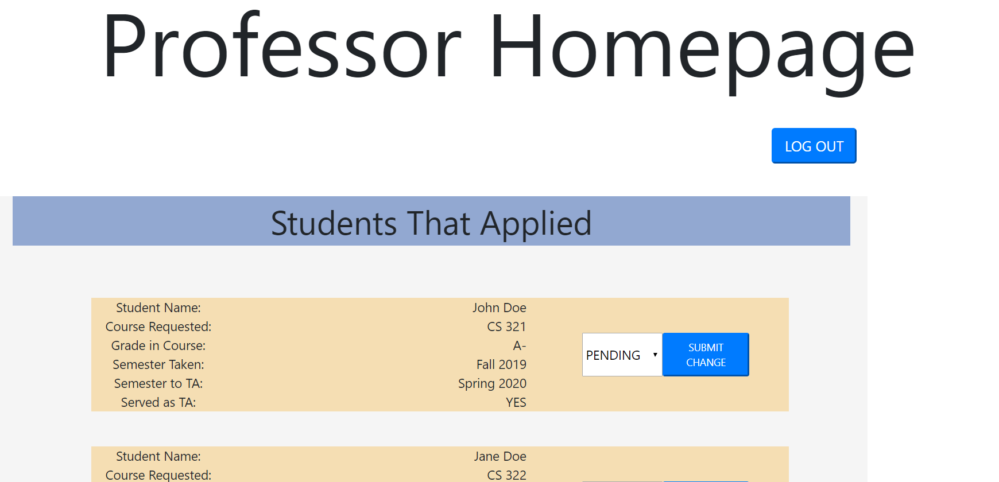 Professor Homepage
LOG OUT
Students That Applied
Student Name: John Doe
Course Requested: CS 321
Grade in Course: A-
Semester Taken: Fall 2019
Semester to TA: Spring 2020
Served as TA: YES
PENDING
SUBMIT
CHANGE
Student Name: Jane Doe
Course Requested: CS 322